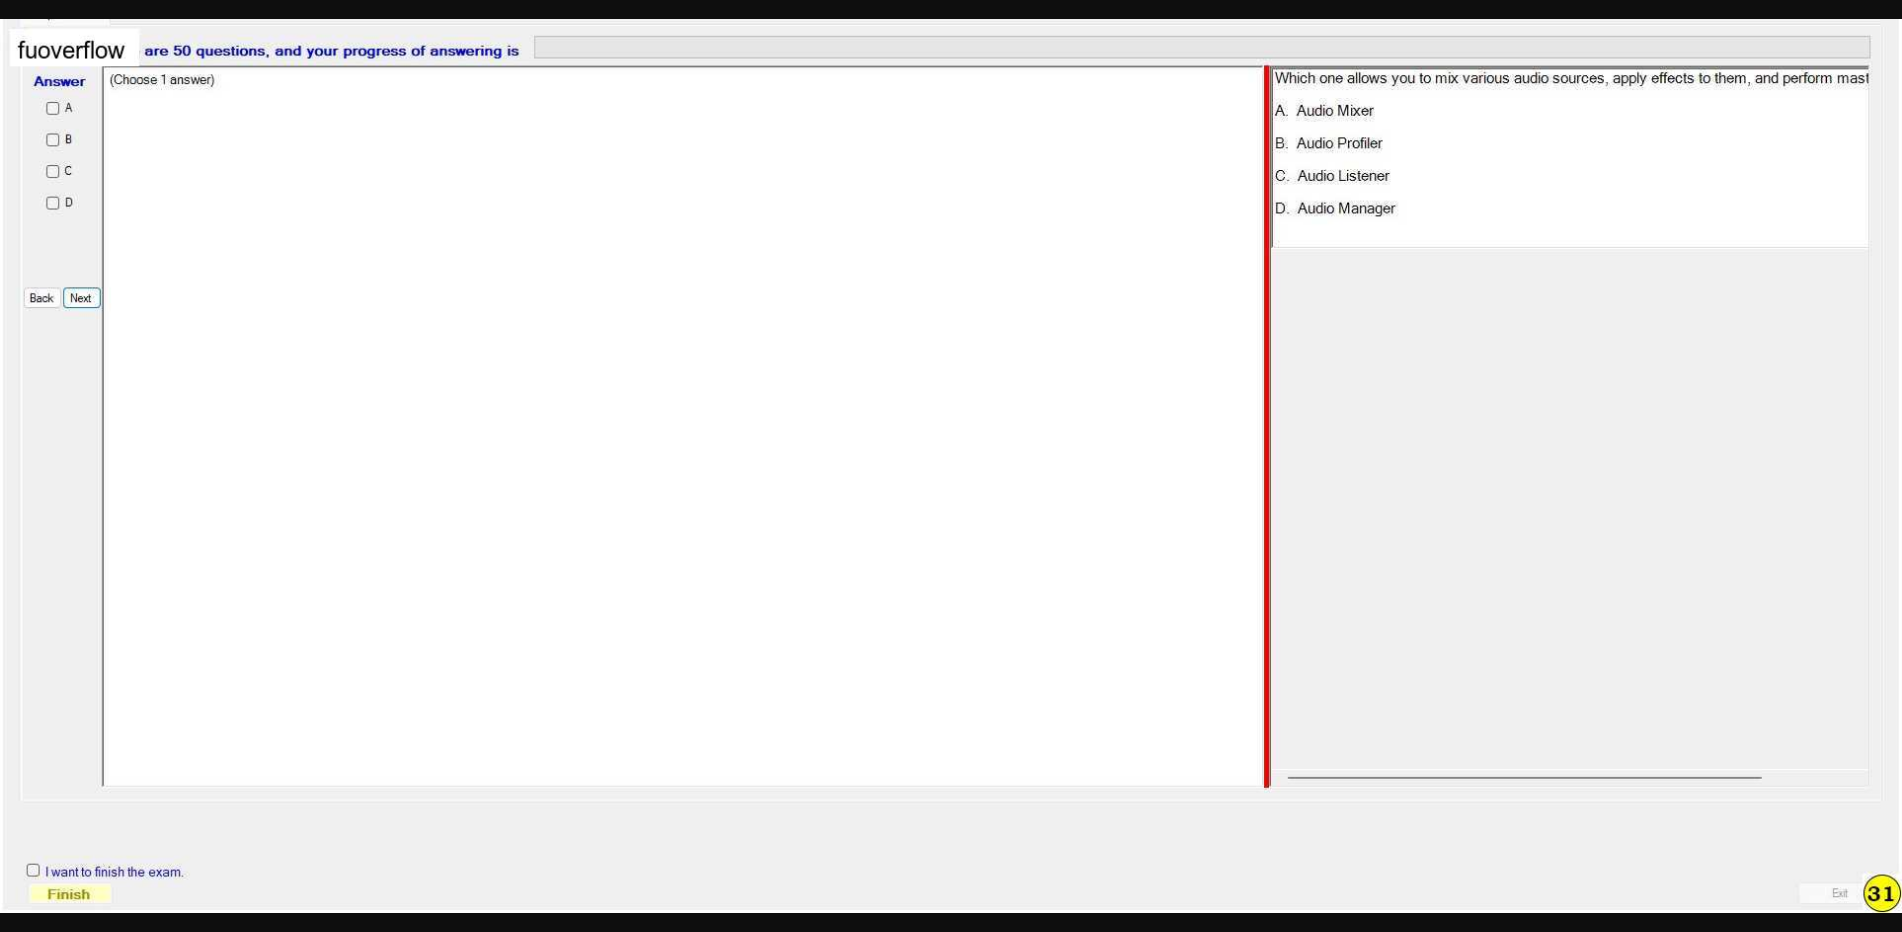 fuoverflow are 50 questions, and your progress of answering is
Answer
(Choose 1 answer)
A
B
C
D
Back Next
Which one allows you to mix various audio sources, apply effects to them, and perform mast
A. Audio Mixer
B. Audio Profiler
C. Audio Listener
D. Audio Manager
I want to finish the exam.
Finish
Exit
31